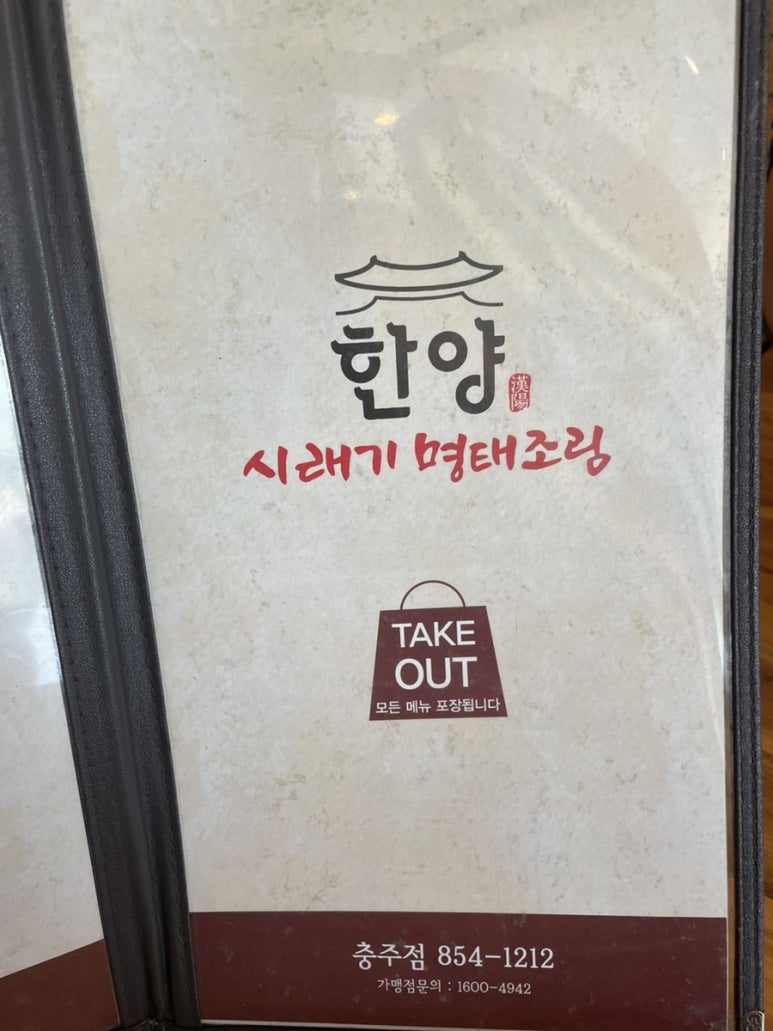 한양
漢陽
시래기 명태조림
TAKE
OUT
모든 메뉴 포장됩니다
충주점 854-1212
가맹점문의 : 1600-4942